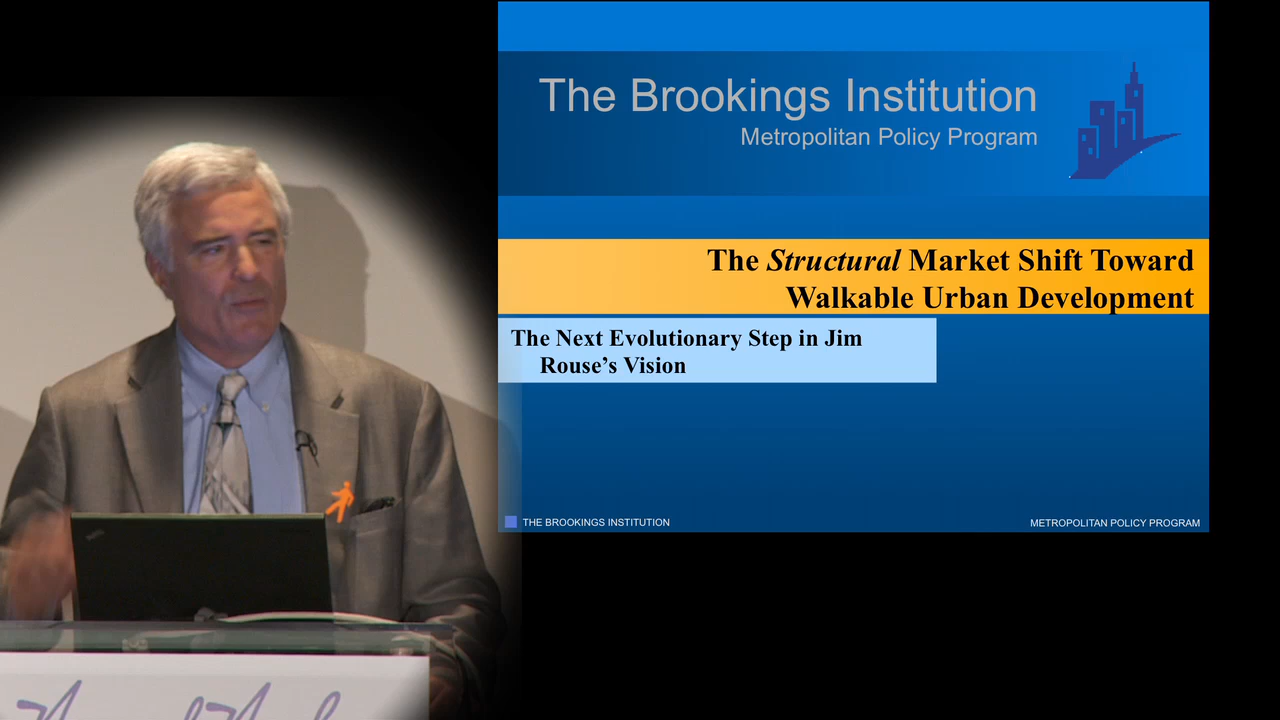 The Brookings Institution
Metropolitan Policy Program
The Structural Market Shift Toward
Walkable Urban Development
The Next Evolutionary Step in Jim
Rouse's Vision
THE BROOKINGS INSTITUTION
METROPOLITAN POLICY PROGRAM